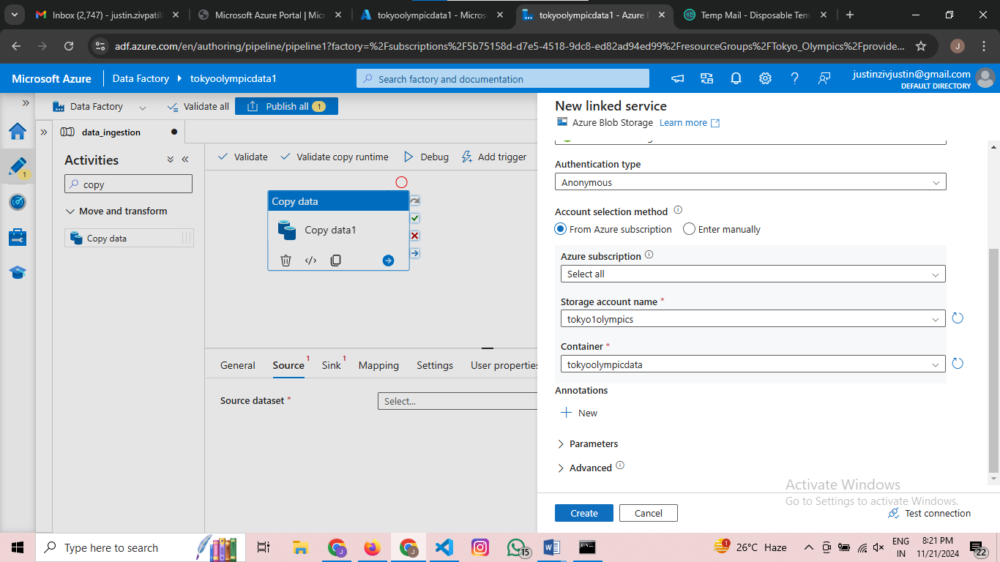 Inbox (2,747) - justin.zivpatil
Microsoft Azure Portal | Micr
tokyoolympicdata1 - Micros
tokyoolympicdata1 - Azure D
Temp Mail - Disposable Tem
adf.azure.com/en/authoring/pipeline/pipeline1?factory=%2Fsubscriptions%2F5b75158d-d7e5-4518-9dc8-ed82ad94ed99%2FresourceGroups%2FTokyo_Olympics%2Fprovide...
J
Microsoft Azure
Data Factory
tokyoolympicdata1
Search factory and documentation
justinzivjustin@gmail.com
DEFAULT DIRECTORY
Data Factory
Validate all
Publish all 1
data_ingestion
1
Activities
copy
Move and transform
Copy data
Validate
Validate copy runtime
Debug
Add trigger
Copy data
Copy data1
General
Source 1
Sink 1
Mapping
Settings
User properties
Source dataset *
Select...
New linked service
Azure Blob Storage Learn more
Authentication type
Anonymous
Account selection method
From Azure subscription
Enter manually
Azure subscription
Select all
Storage account name *
tokyo1olympics
Container *
tokyoolympicdata
Annotations
New
Parameters
Advanced
Activate Windows
Go to Settings to activate Windows.
Create
Cancel
Test connection
Type here to search
15
1
26°C Haze
ENG
IN
8:21 PM
11/21/2024
22